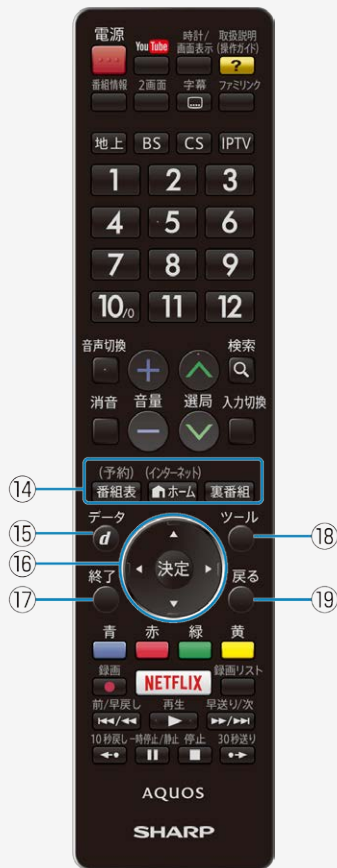 電源
YouTube
時計/
画面表示
取扱説明
(操作ガイド)
?
番組情報 2画面 字幕 ファミリンク
地上 BS CS IPTV
1 2 3
4 5 6
7 8 9
10/0 11 12
音声切換 検索
消音 音量 選局 入力切換
(予約) (インターネット)
⑭ 番組表 ホーム 裏番組
データ ツール
⑮ d ⑱
⑯ 決定
⑰ 終了 戻る ⑲
青 赤 緑 黄
録画 NETFLIX 録画リスト
前/早戻し 再生 早送り/次
10秒戻し 一時停止/静止 停止 30秒送り
AQUOS
SHARP